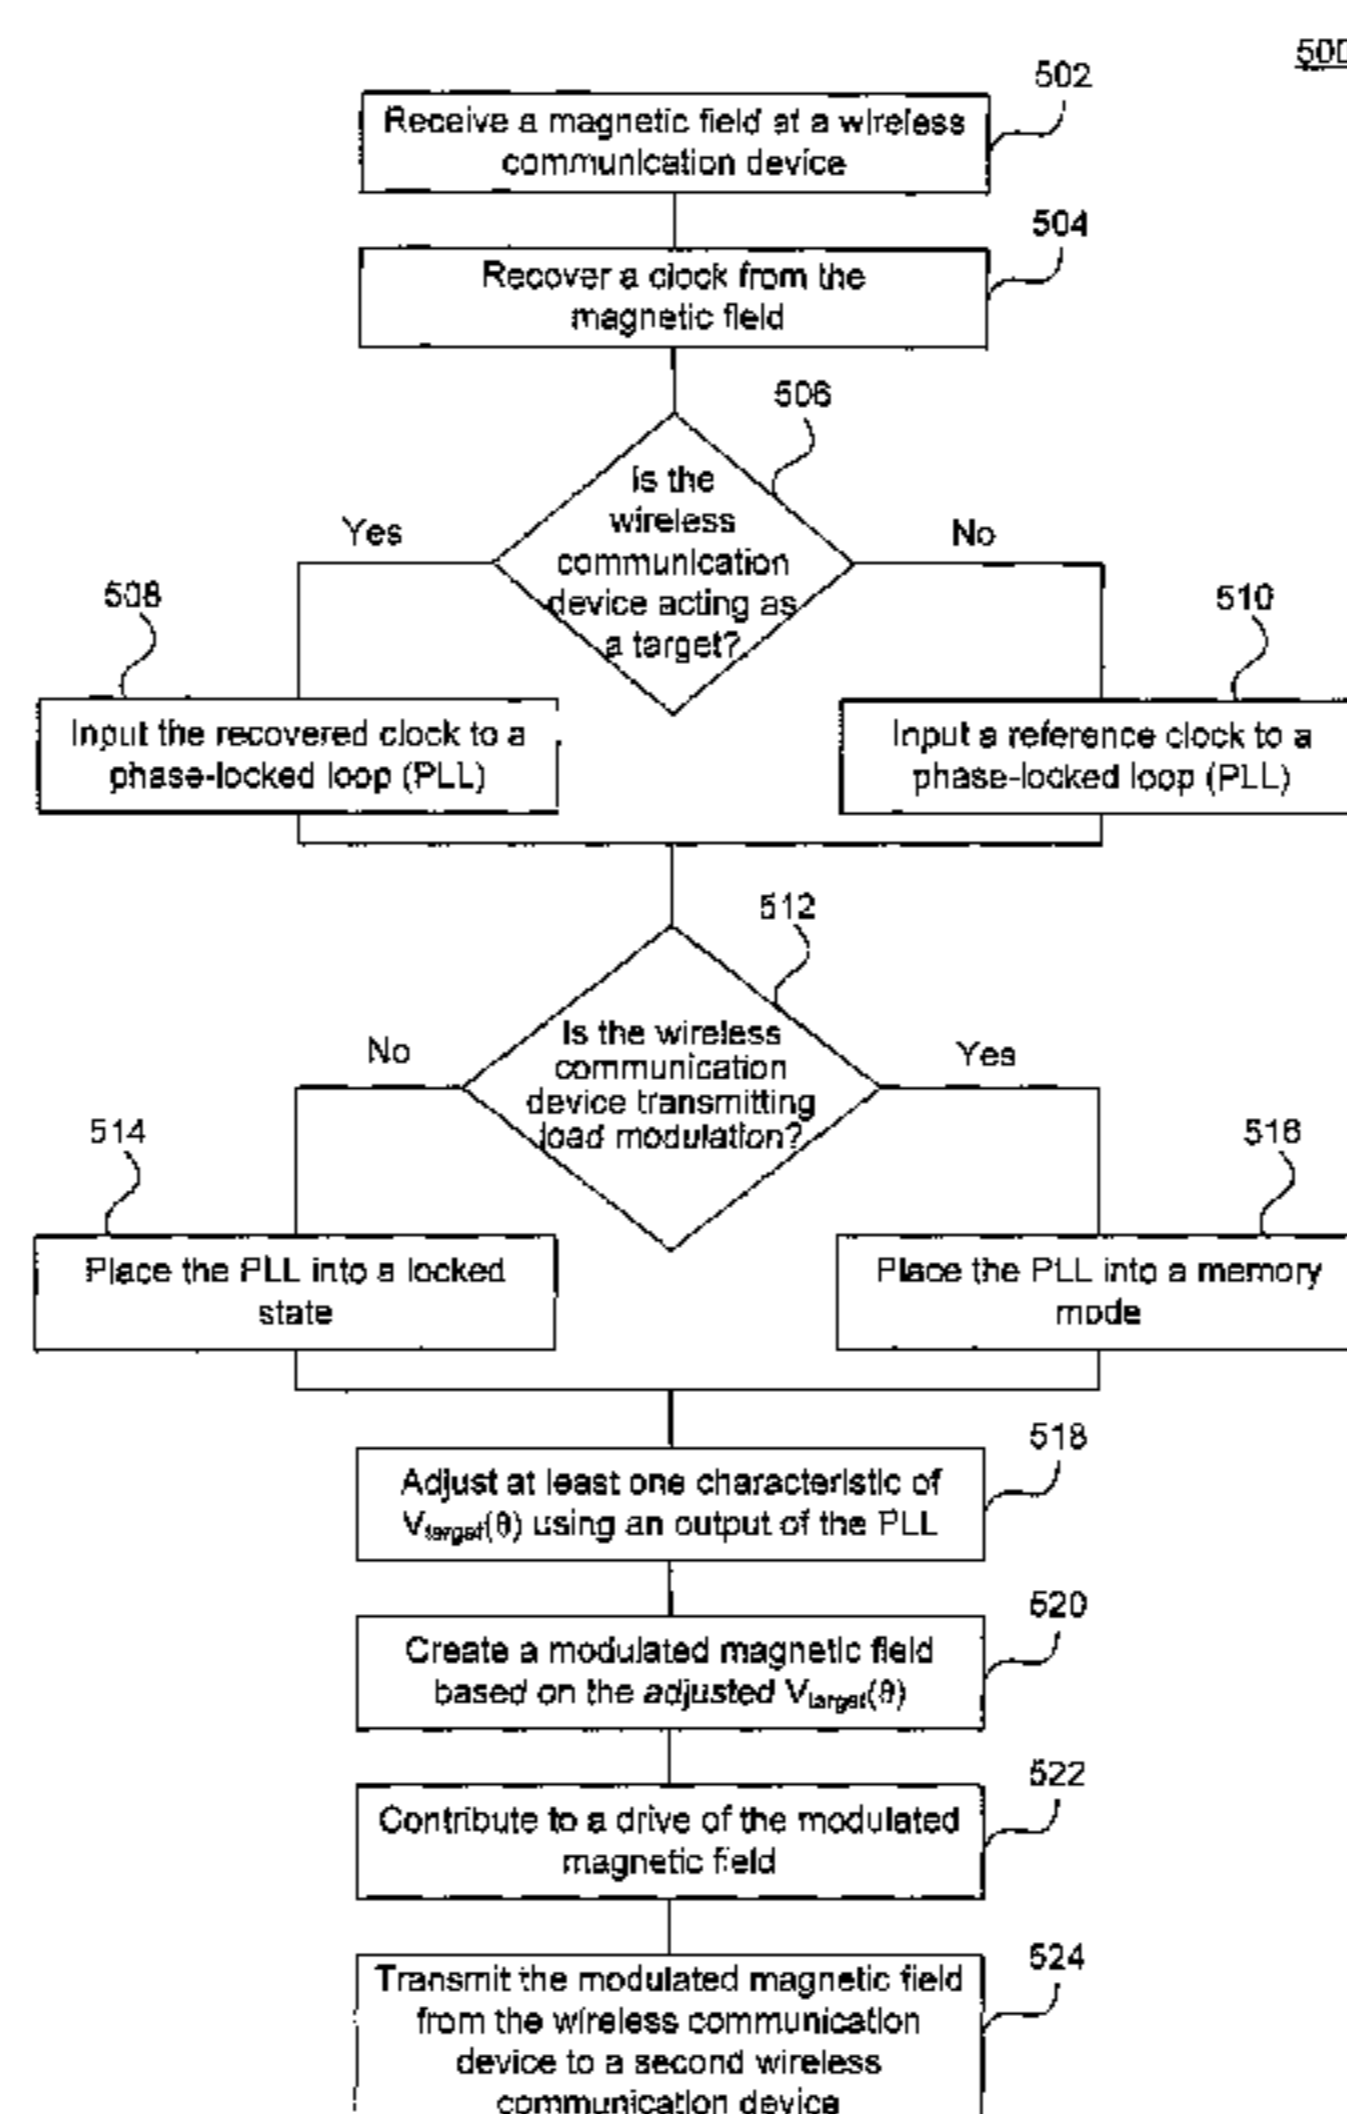 500
502
Receive a magnetic field at a wireless
communication device
504
Recover a clock from the
magnetic field
506
Is the
wireless
communication
device acting as
a target?
Yes
No
508
510
Input the recovered clock to a
phase-locked loop (PLL)
Input a reference clock to a
phase-locked loop (PLL)
512
Is the wireless
communication
device transmitting
load modulation?
No
Yes
514
516
Place the PLL into a locked
state
Place the PLL into a memory
mode
518
Adjust at least one characteristic of
Vtarget(θ) using an output of the PLL
520
Create a modulated magnetic field
based on the adjusted Vtarget(θ)
522
Contribute to a drive of the modulated
magnetic field
524
Transmit the modulated magnetic field
from the wireless communication
device to a second wireless
communication device